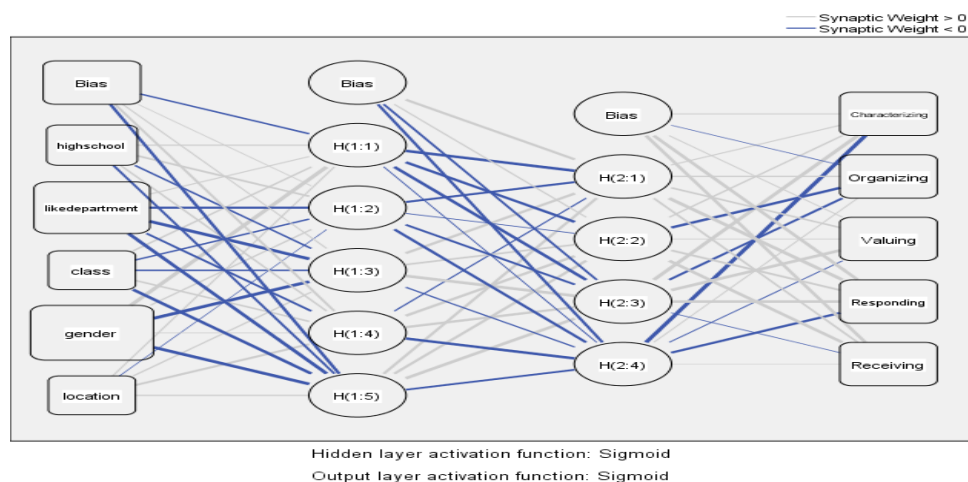 Synaptic Weight > 0
Synaptic Weight < 0
Bias
highschool
likedepartment
class
gender
location
Bias
H(1:1)
H(1:2)
H(1:3)
H(1:4)
H(1:5)
Bias
H(2:1)
H(2:2)
H(2:3)
H(2:4)
Characterizing
Organizing
Valuing
Responding
Receiving
Hidden layer activation function: Sigmoid
Output layer activation function: Sigmoid